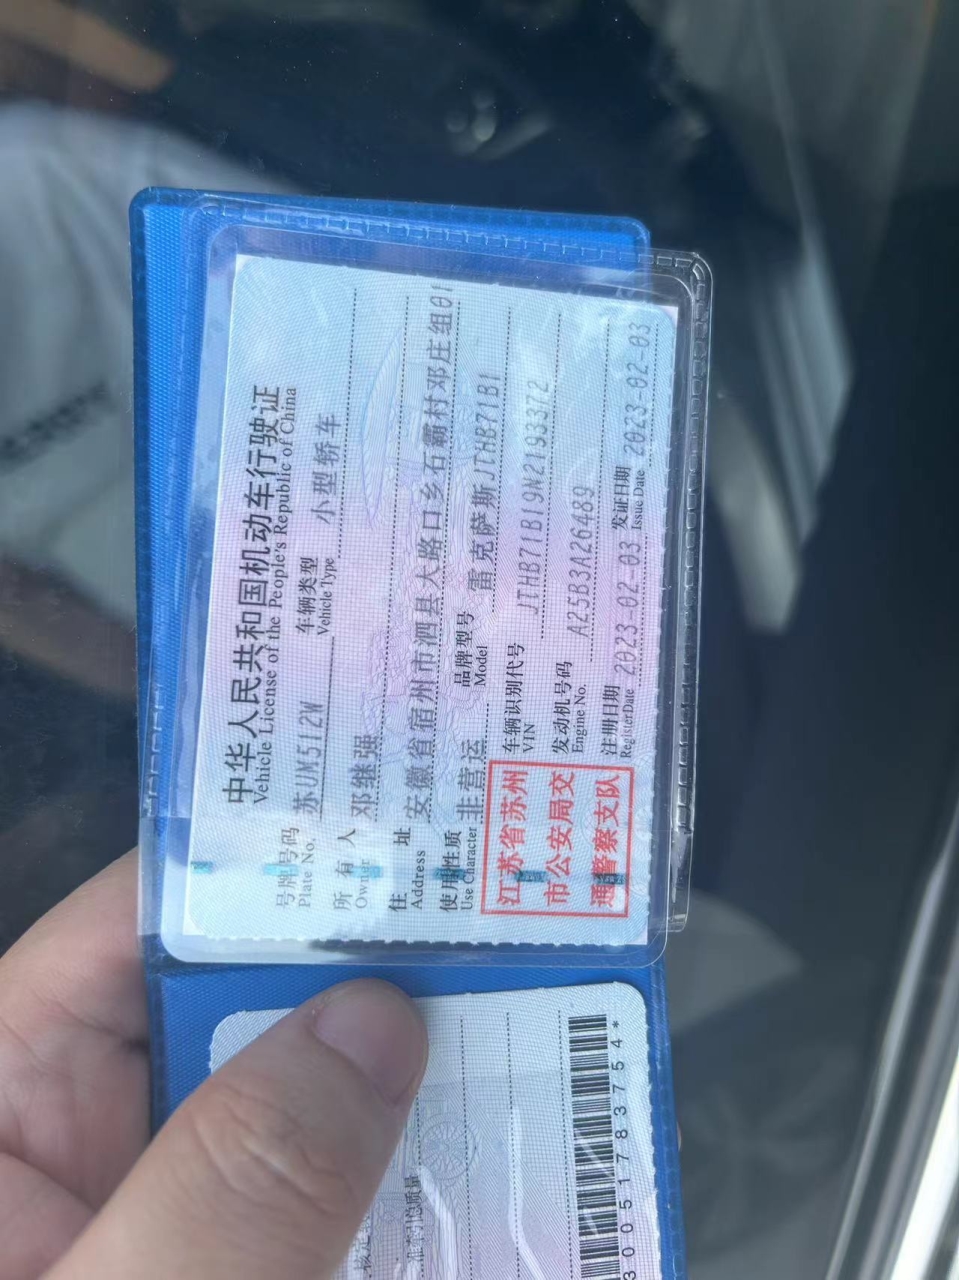 中华人民共和国机动车行驶证
Vehicle License of the People's Republic of China
号牌号码 苏UM512W 车辆类型 小型轿车
Plate No. Vehicle Type
所有人 邓继强
Owner
住址 安徽省宿州市泗县大路口乡石霸村邓庄组01
Address
使用性质 非营运 品牌型号 雷克萨斯JTHB71B1
Use Character Model
江苏省苏州
市公安局交
通警察支队
车辆识别代号 JTHB71B19N2193372
VIN
发动机号码 A25B3A26489
Engine No.
注册日期 2023-02-03 发证日期 2023-02-03
Register Date Issue Date
准牵引总质量
30051783754*